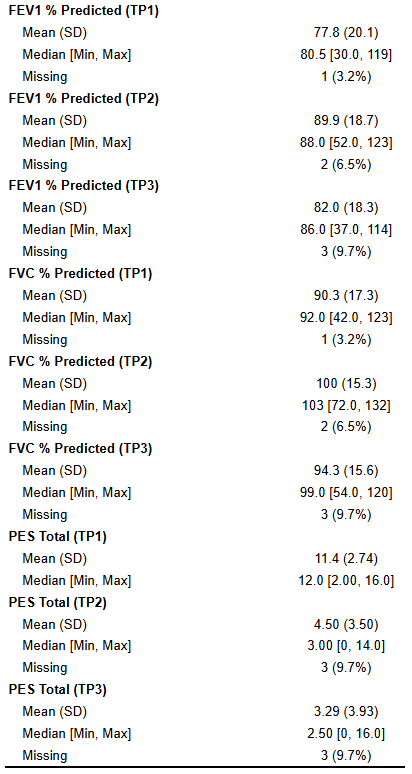 FEV1 % Predicted (TP1)
Mean (SD) 77.8 (20.1)
Median [Min, Max] 80.5 [30.0, 119]
Missing 1 (3.2%)
FEV1 % Predicted (TP2)
Mean (SD) 89.9 (18.7)
Median [Min, Max] 88.0 [52.0, 123]
Missing 2 (6.5%)
FEV1 % Predicted (TP3)
Mean (SD) 82.0 (18.3)
Median [Min, Max] 86.0 [37.0, 114]
Missing 3 (9.7%)
FVC % Predicted (TP1)
Mean (SD) 90.3 (17.3)
Median [Min, Max] 92.0 [42.0, 123]
Missing 1 (3.2%)
FVC % Predicted (TP2)
Mean (SD) 100 (15.3)
Median [Min, Max] 103 [72.0, 132]
Missing 2 (6.5%)
FVC % Predicted (TP3)
Mean (SD) 94.3 (15.6)
Median [Min, Max] 99.0 [54.0, 120]
Missing 3 (9.7%)
PES Total (TP1)
Mean (SD) 11.4 (2.74)
Median [Min, Max] 12.0 [2.00, 16.0]
PES Total (TP2)
Mean (SD) 4.50 (3.50)
Median [Min, Max] 3.00 [0, 14.0]
Missing 3 (9.7%)
PES Total (TP3)
Mean (SD) 3.29 (3.93)
Median [Min, Max] 2.50 [0, 16.0]
Missing 3 (9.7%)